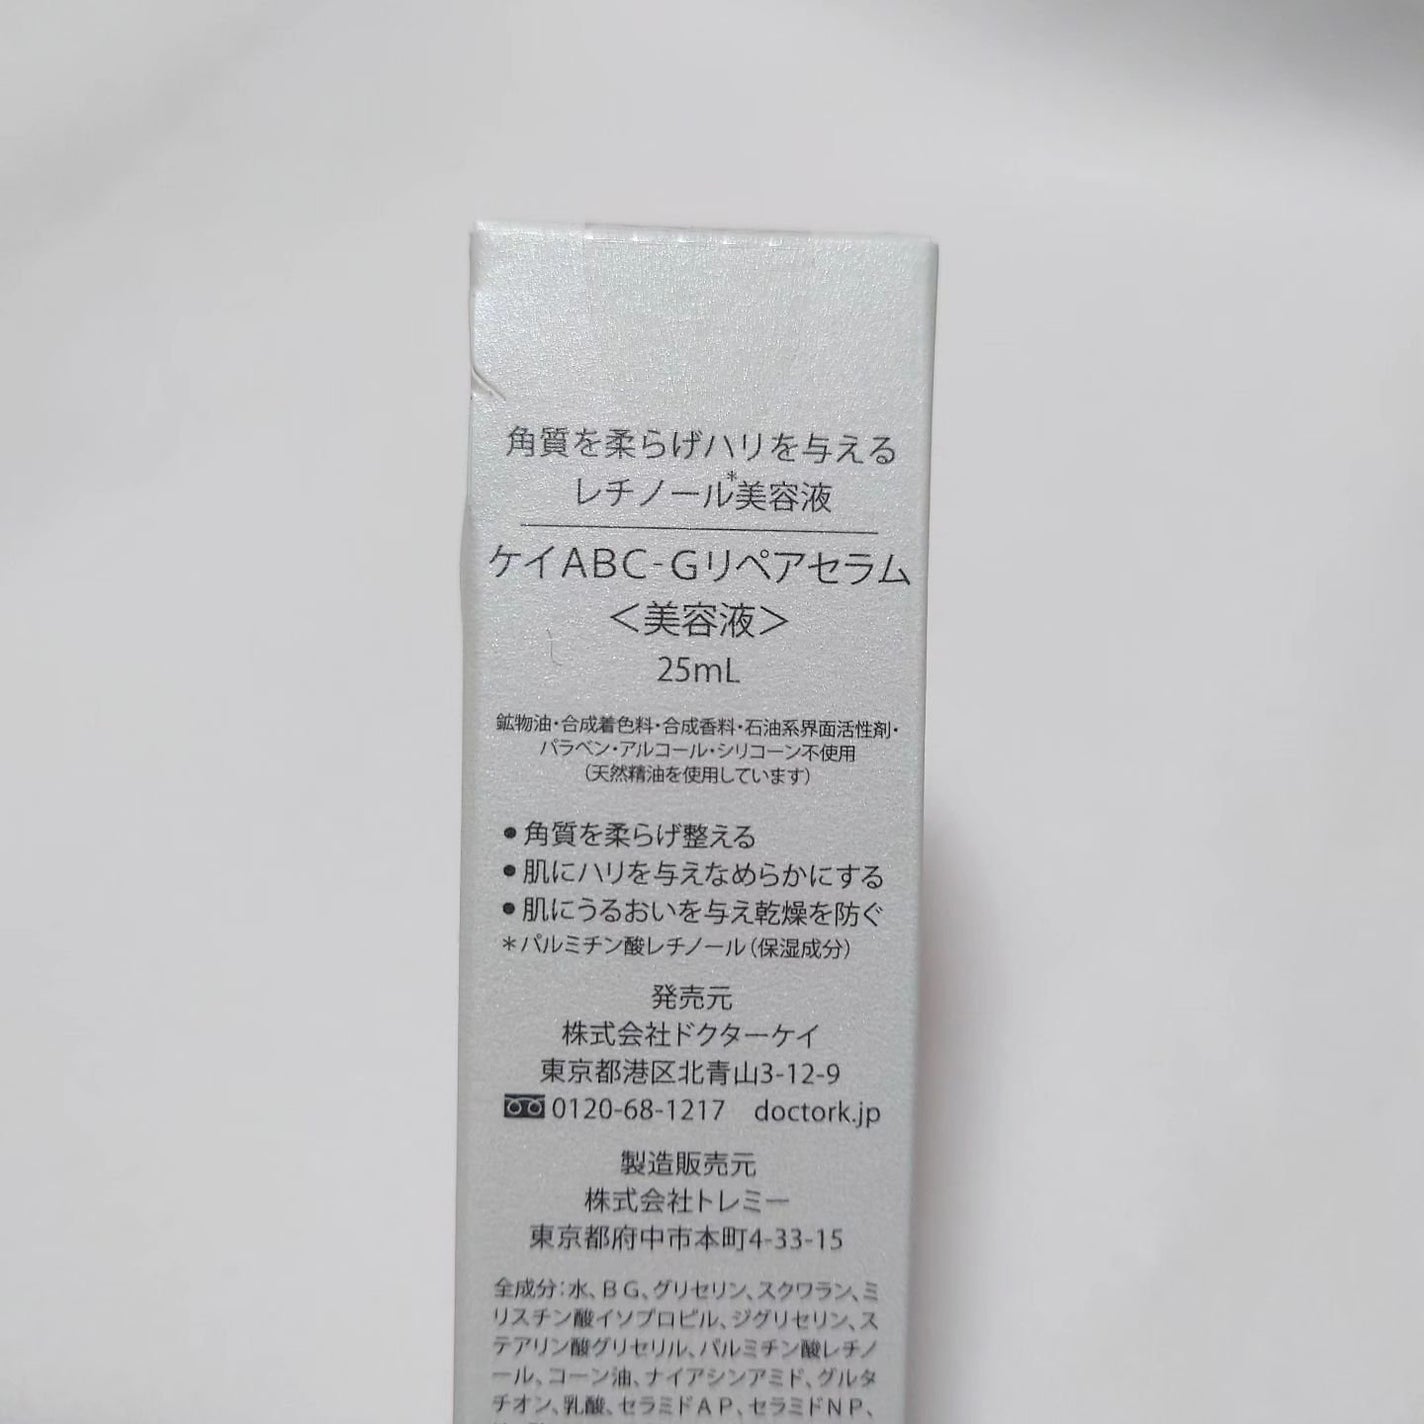 角質を柔らげハリを与える
レチノール*美容液
ケイABC-Gリペアセラム
＜美容液＞
25mL
鉱物油・合成着色料・合成香料・石油系界面活性剤・
パラベン・アルコール・シリコーン不使用
（天然精油を使用しています）
●角質を柔らげ整える
●肌にハリを与えなめらかにする
●肌にうるおいを与え乾燥を防ぐ
＊パルミチン酸レチノール（保湿成分）
発売元
株式会社ドクターケイ
東京都港区北青山3-12-9
0120-68-1217　doctork.jp
製造販売元
株式会社トレミー
東京都府中市本町4-33-15
全成分：水、ＢＧ、グリセリン、スクワラン、ミ
リスチン酸イソプロピル、ジグリセリン、ス
テアリン酸グリセリル、パルミチン酸レチノ
ール、コーン油、ナイアシンアミド、グルタ
チオン、乳酸、セラミドＡＰ、セラミドＮＰ、